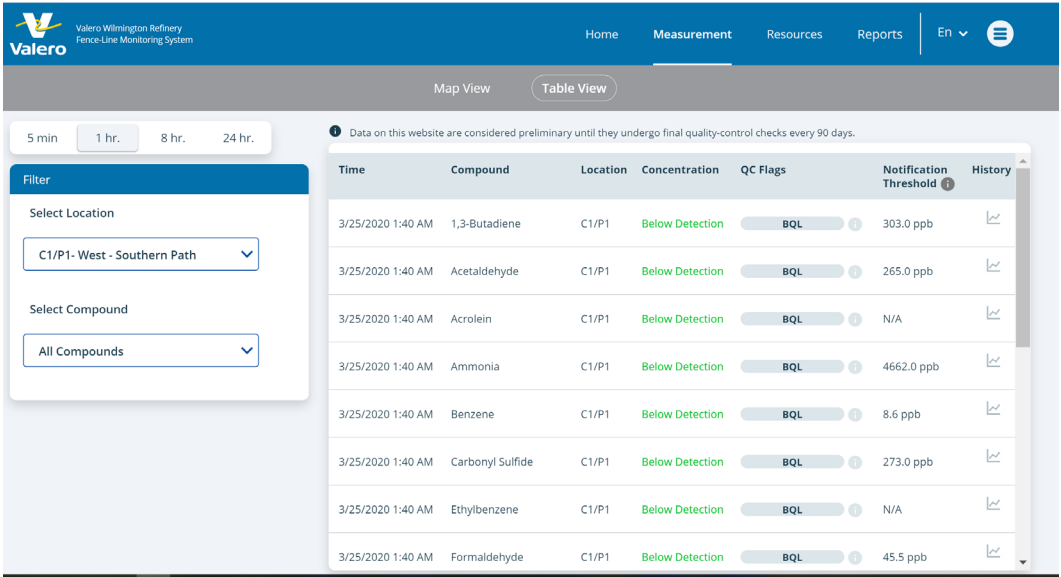 Valero
Valero Wilmington Refinery
Fence-Line Monitoring System
Home Measurement Resources Reports En
Map View Table View
5 min 1 hr. 8 hr. 24 hr.
Filter
Select Location
C1/P1- West - Southern Path
Select Compound
All Compounds
Data on this website are considered preliminary until they undergo final quality-control checks every 90 days.
Time Compound Location Concentration QC Flags Notification Threshold History
3/25/2020 1:40 AM 1,3-Butadiene C1/P1 Below Detection BQL 303.0 ppb
3/25/2020 1:40 AM Acetaldehyde C1/P1 Below Detection BQL 265.0 ppb
3/25/2020 1:40 AM Acrolein C1/P1 Below Detection BQL N/A
3/25/2020 1:40 AM Ammonia C1/P1 Below Detection BQL 4662.0 ppb
3/25/2020 1:40 AM Benzene C1/P1 Below Detection BQL 8.6 ppb
3/25/2020 1:40 AM Carbonyl Sulfide C1/P1 Below Detection BQL 273.0 ppb
3/25/2020 1:40 AM Ethylbenzene C1/P1 Below Detection BQL N/A
3/25/2020 1:40 AM Formaldehyde C1/P1 Below Detection BQL 45.5 ppb